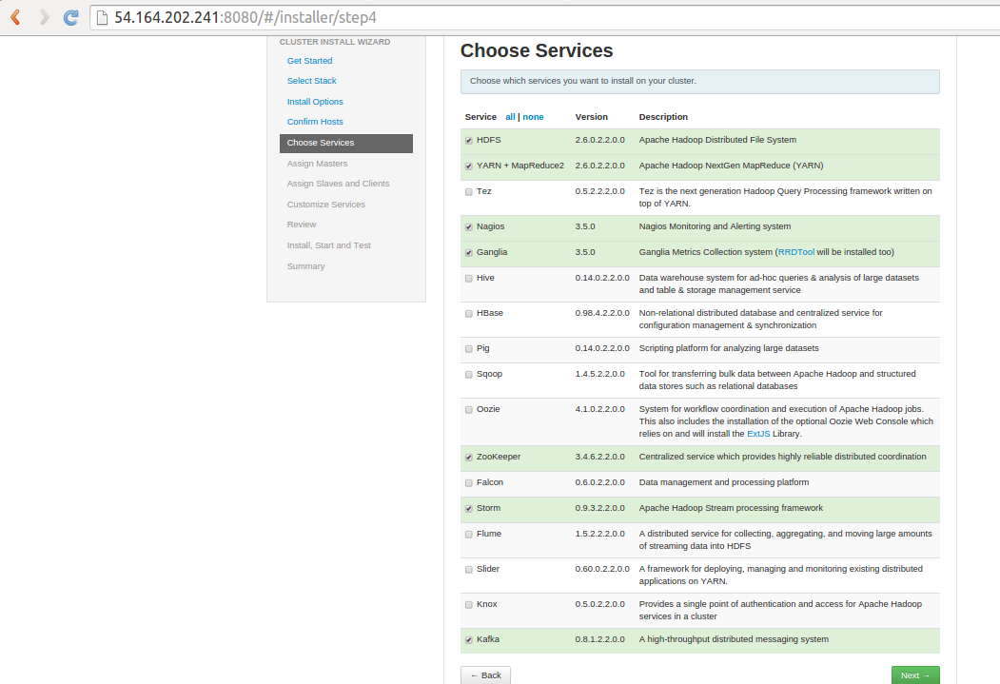 54.164.202.241:8080/#/installer/step4
CLUSTER INSTALL WIZARD
Get Started
Select Stack
Install Options
Confirm Hosts
Choose Services
Assign Masters
Assign Slaves and Clients
Customize Services
Review
Install, Start and Test
Summary
Choose Services
Choose which services you want to install on your cluster.
Service all | none Version Description
HDFS 2.6.0.2.2.0.0 Apache Hadoop Distributed File System
YARN + MapReduce2 2.6.0.2.2.0.0 Apache Hadoop NextGen MapReduce (YARN)
Tez 0.5.2.2.2.0.0 Tez is the next generation Hadoop Query Processing framework written on
top of YARN.
Nagios 3.5.0 Nagios Monitoring and Alerting system
Ganglia 3.5.0 Ganglia Metrics Collection system (RRDTool will be installed too)
Hive 0.14.0.2.2.0.0 Data warehouse system for ad-hoc queries & analysis of large datasets
and table & storage management service
HBase 0.98.4.2.2.0.0 Non-relational distributed database and centralized service for
configuration management & synchronization
Pig 0.14.0.2.2.0.0 Scripting platform for analyzing large datasets
Sqoop 1.4.5.2.2.0.0 Tool for transferring bulk data between Apache Hadoop and structured
data stores such as relational databases
Oozie 4.1.0.2.2.0.0 System for workflow coordination and execution of Apache Hadoop jobs.
This also includes the installation of the optional Oozie Web Console which
relies on and will install the ExtJS Library.
ZooKeeper 3.4.6.2.2.0.0 Centralized service which provides highly reliable distributed coordination
Falcon 0.6.0.2.2.0.0 Data management and processing platform
Storm 0.9.3.2.2.0.0 Apache Hadoop Stream processing framework
Flume 1.5.2.2.2.0.0 A distributed service for collecting, aggregating, and moving large amounts
of streaming data into HDFS
Slider 0.60.0.2.2.0.0 A framework for deploying, managing and monitoring existing distributed
applications on YARN.
Knox 0.5.0.2.2.0.0 Provides a single point of authentication and access for Apache Hadoop
services in a cluster
Kafka 0.8.1.2.2.0.0 A high-throughput distributed messaging system
← Back Next →